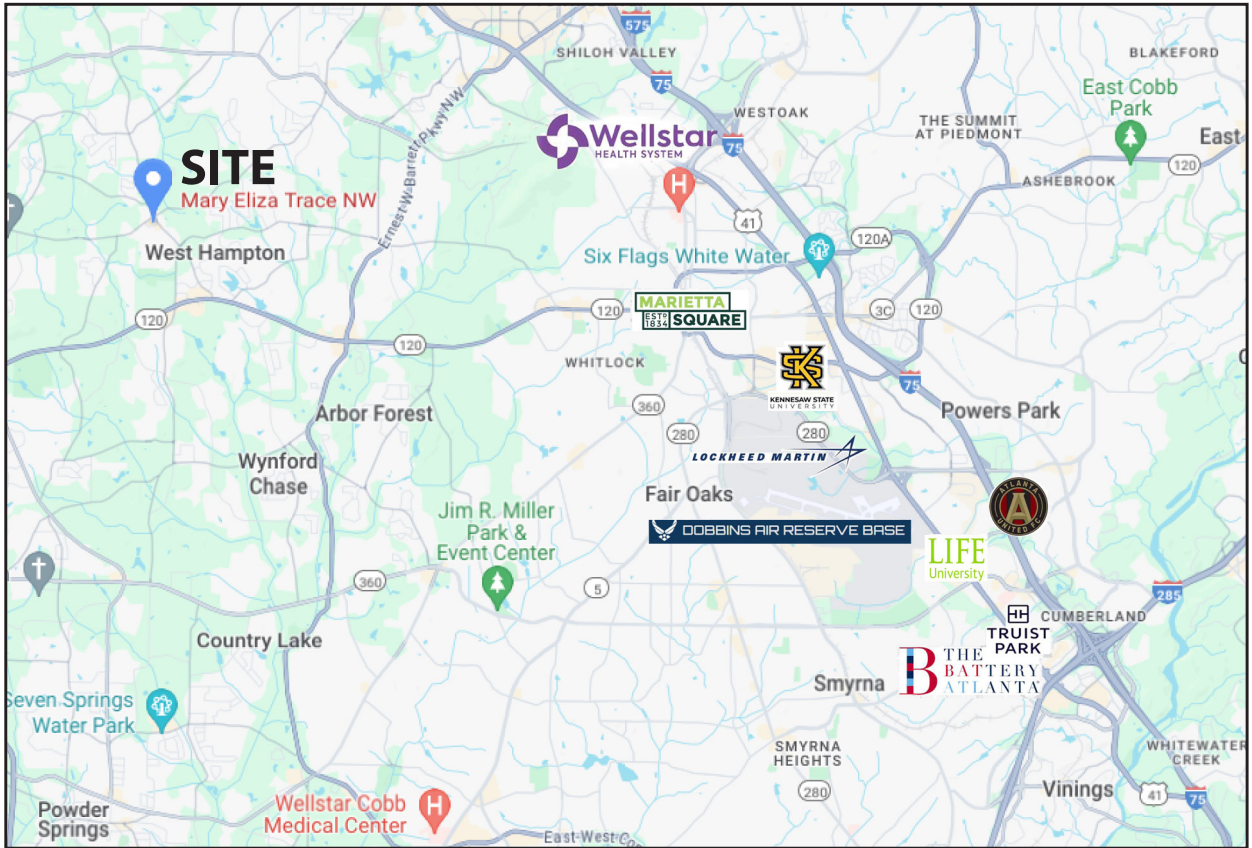 575
SHILOH VALLEY
BLAKEFORD
75
East Cobb
Park
WESTOAK
THE SUMMIT
AT PIEDMONT
Wellstar
HEALTH SYSTEM
75
East
120
Ernest W Barrett Pkwy NW
SITE
Mary Eliza Trace NW
H
ASHEBROOK
41
West Hampton
Six Flags White Water
120A
120
120
MARIETTA
ESTD
1834
SQUARE
3C
120
120
WHITLOCK
KS
KENNESAW STATE
UNIVERSITY
75
Arbor Forest
360
Powers Park
280
280
LOCKHEED MARTIN
Wynford
Chase
Fair Oaks
ATLANTA
A
UNITED FC
Jim R. Miller
Park &
Event Center
DOBBINS AIR RESERVE BASE
LIFE
University
360
5
285
CUMBERLAND
TRUIST
PARK
Country Lake
B THE
BATTERY
ATLANTA
Smyrna
Seven Springs
Water Park
SMYRNA
HEIGHTS
WHITEWATER
CREEK
280
Vinings
41
75
Powder
Springs
Wellstar Cobb
Medical Center
H
East-West Co